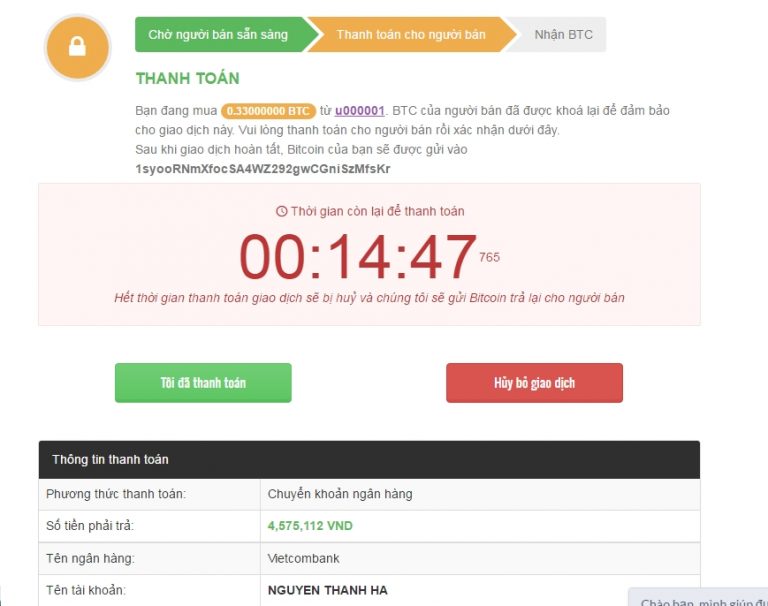 Chờ người bán sẵn sàng
Thanh toán cho người bán
Nhận BTC
THANH TOÁN
Bạn đang mua 0.33000000 BTC từ u000001. BTC của người bán đã được khoá lại để đảm bảo
cho giao dịch này. Vui lòng thanh toán cho người bán rồi xác nhận dưới đây.
Sau khi giao dịch hoàn tất, Bitcoin của bạn sẽ được gửi vào
1syooRNmXfocSA4WZ292gwCGniSzMfsKr
Thời gian còn lại để thanh toán
00:14:47 765
Hết thời gian thanh toán giao dịch sẽ bị huỷ và chúng tôi sẽ gửi Bitcoin trả lại cho người bán
Tôi đã thanh toán
Hủy bỏ giao dịch
Thông tin thanh toán
Phương thức thanh toán: Chuyển khoản ngân hàng
Số tiền phải trả: 4,575,112 VND
Tên ngân hàng: Vietcombank
Tên tài khoản: NGUYEN THANH HA
Chào bạn, mình giúp